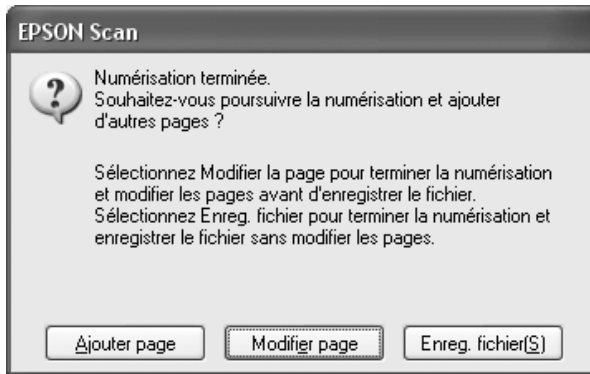 EPSON Scan
Numérisation terminée.
Souhaitez-vous poursuivre la numérisation et ajouter
d'autres pages ?
Sélectionnez Modifier la page pour terminer la numérisation
et modifier les pages avant d'enregistrer le fichier.
Sélectionnez Enreg. fichier pour terminer la numérisation et
enregistrer le fichier sans modifier les pages.
Ajouter page
Modifier page
Enreg. fichier(S)